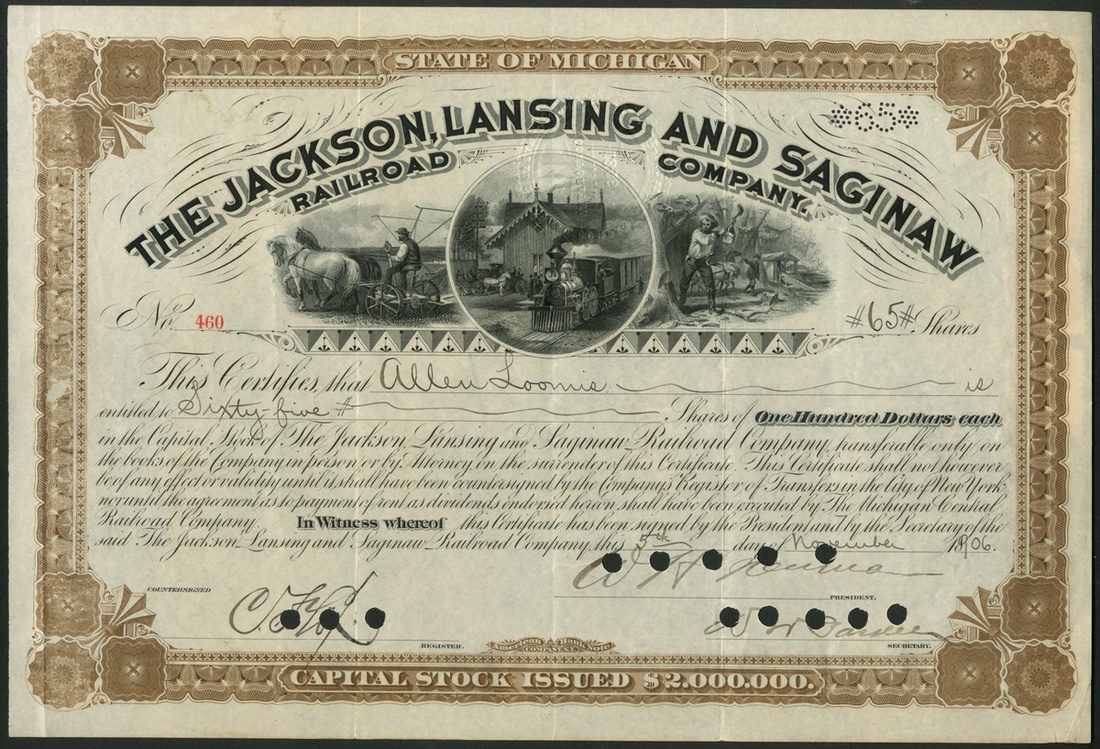 STATE OF MICHIGAN
#65#
THE JACKSON, LANSING AND SAGINAW
RAILROAD COMPANY.
No. 460
#65# Shares
This Certifies, that Allen Loomis is
entitled to Sixty-five # Shares of One Hundred Dollars each
in the Capital Stock of The Jackson, Lansing and Saginaw Railroad Company, transferable only on
the books of the Company in person or by Attorney on the surrender of this Certificate. This Certificate shall not however
be of any effect or validity until it shall have been countersigned by the Company's Register of Transfers in the City of New York
nor until the agreement as to payment of rent as dividends endorsed hereon, shall have been executed by The Michigan Central
Railroad Company. In Witness whereof this Certificate has been signed by the President and by the Secretary of the
said The Jackson, Lansing and Saginaw Railroad Company, this 5th day of November 1906.
COUNTERSIGNED
W H Newman
PRESIDENT.
REGISTER.
AMERICAN BANK NOTE
COMPANY, N.Y.
SECRETARY.
CAPITAL STOCK ISSUED $2,000,000.